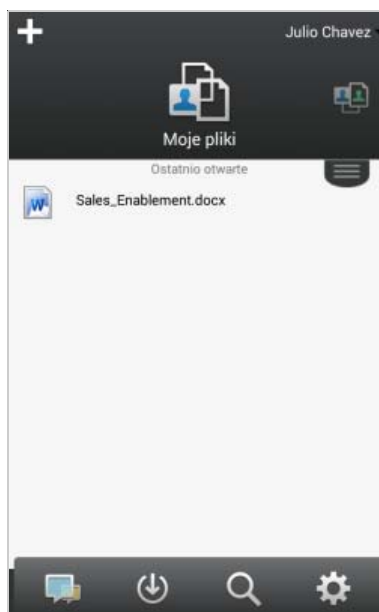 Julio Chavez
Moje pliki
Ostatnio otwarte
Sales_Enablement.docx